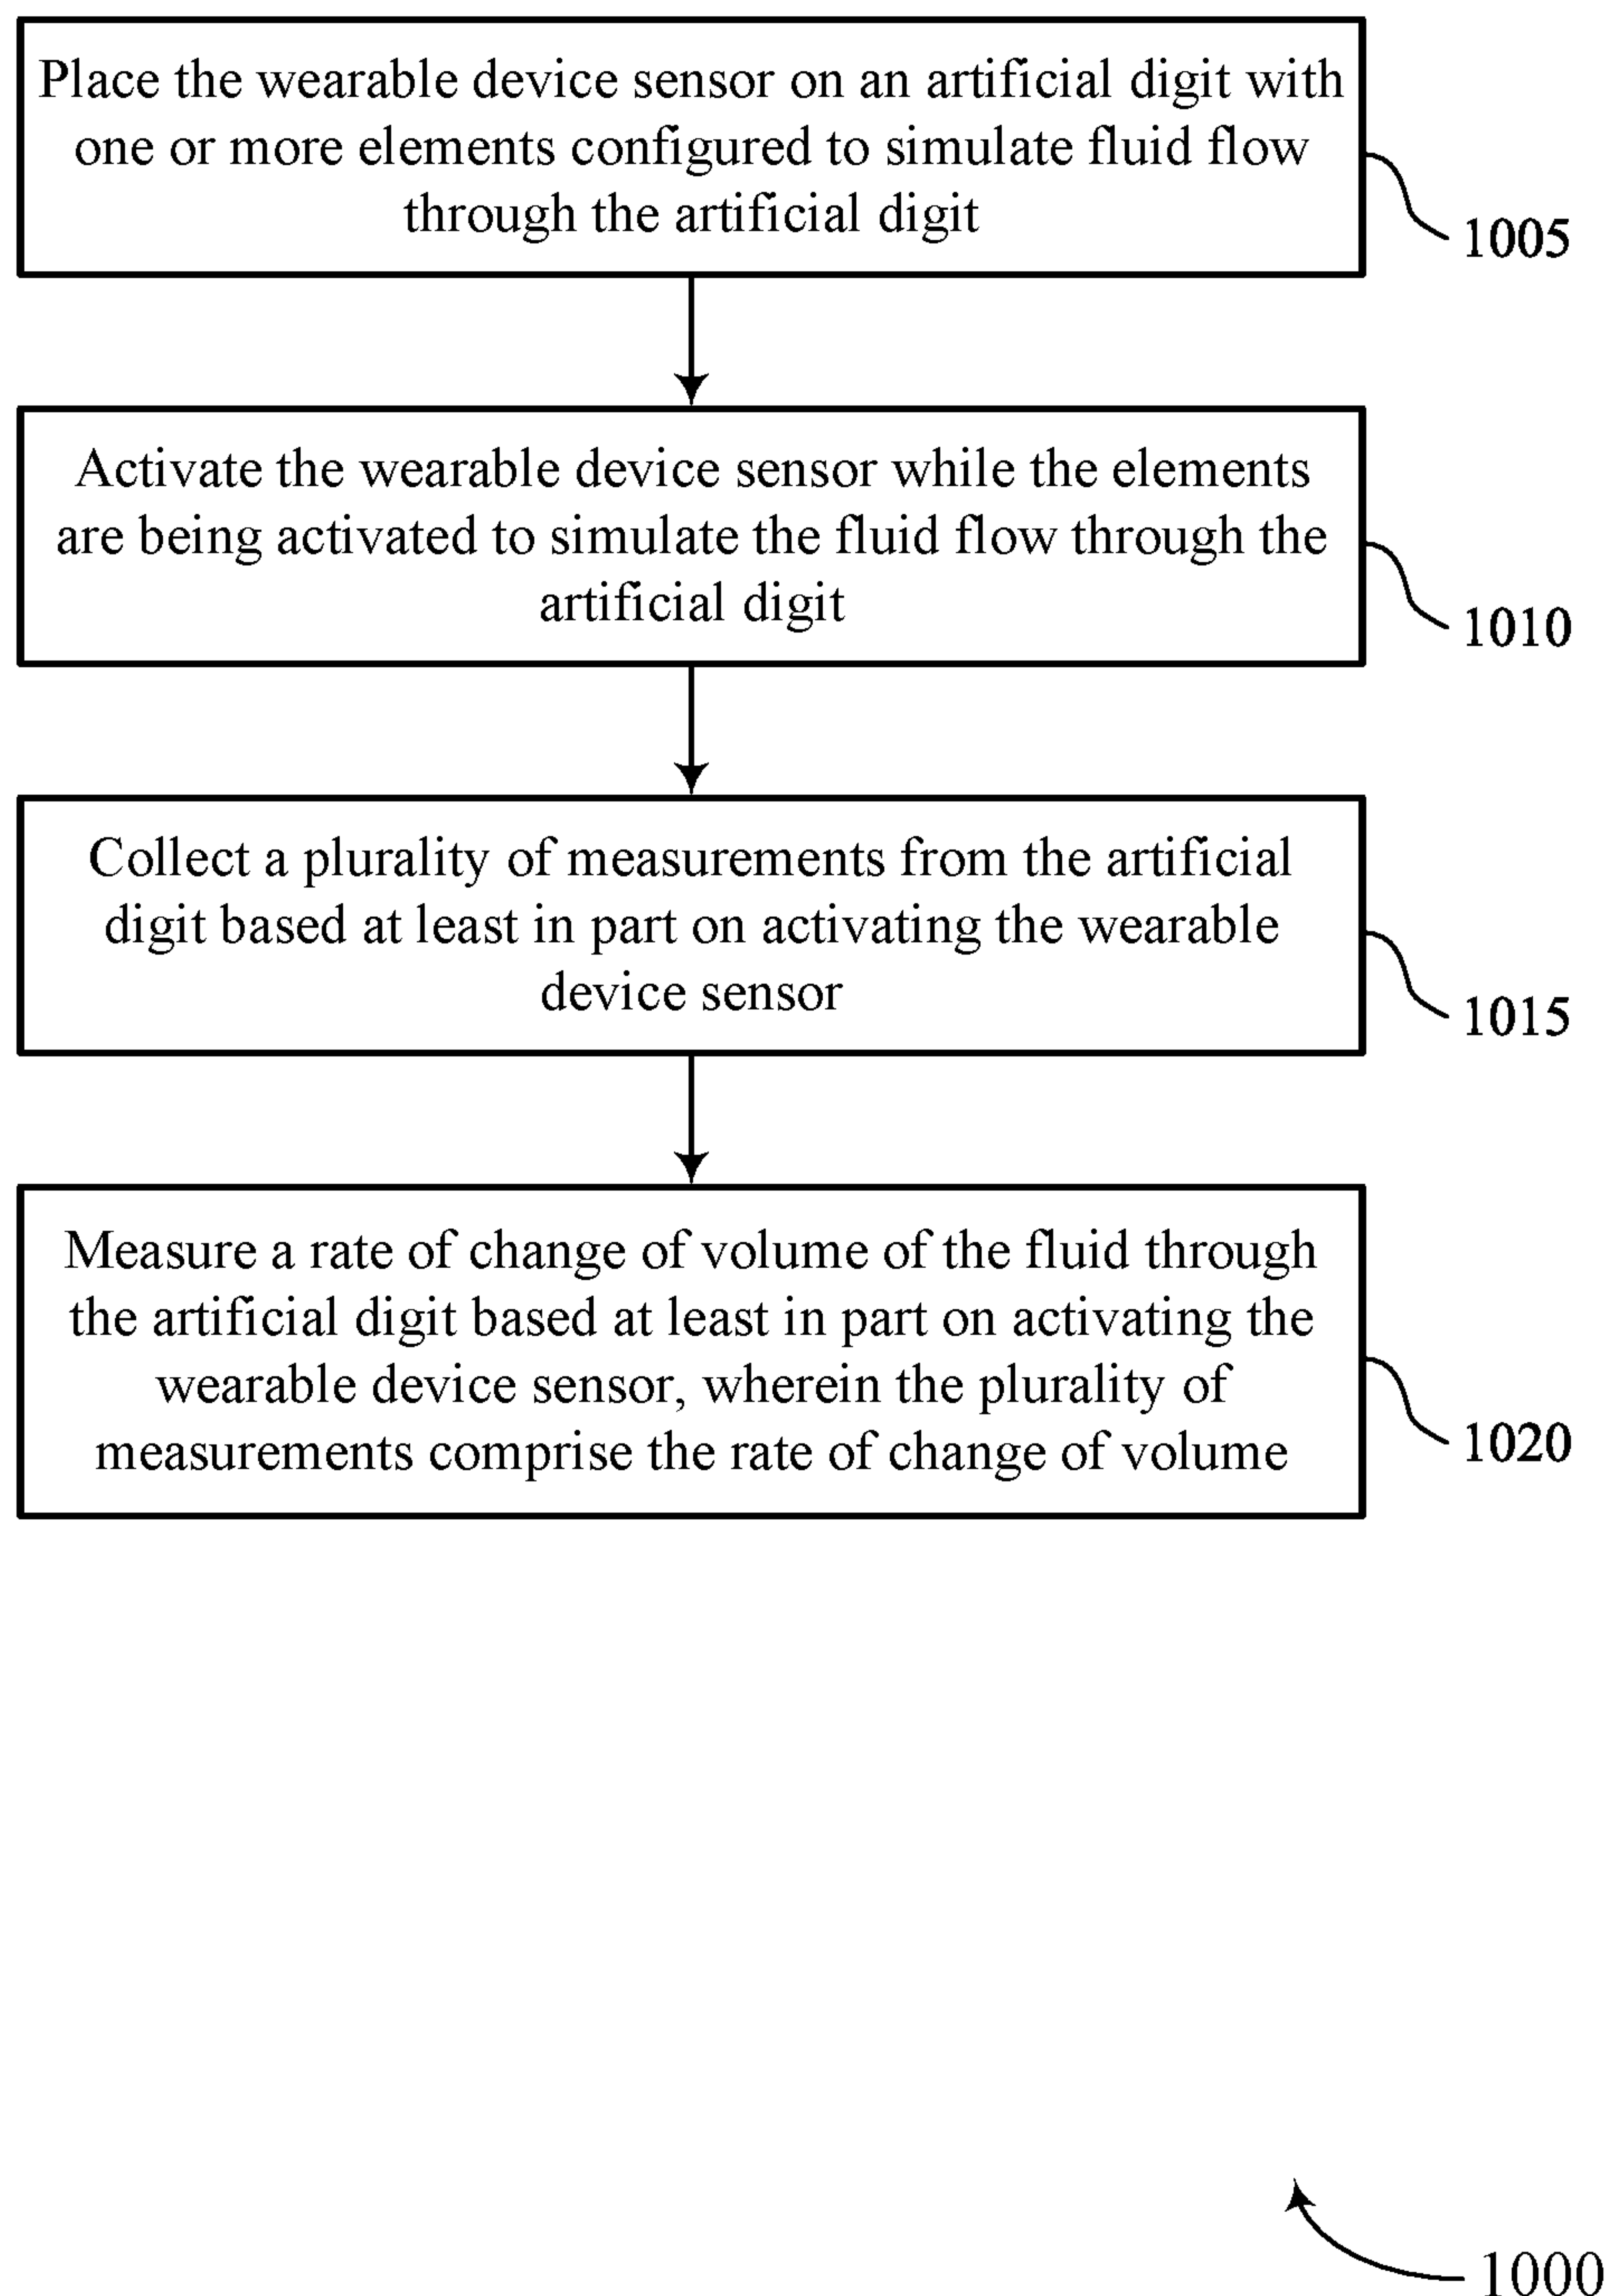 Place the wearable device sensor on an artificial digit with
one or more elements configured to simulate fluid flow
through the artificial digit
1005
Activate the wearable device sensor while the elements
are being activated to simulate the fluid flow through the
artificial digit
1010
Collect a plurality of measurements from the artificial
digit based at least in part on activating the wearable
device sensor
1015
Measure a rate of change of volume of the fluid through
the artificial digit based at least in part on activating the
wearable device sensor, wherein the plurality of
measurements comprise the rate of change of volume
1020
1000